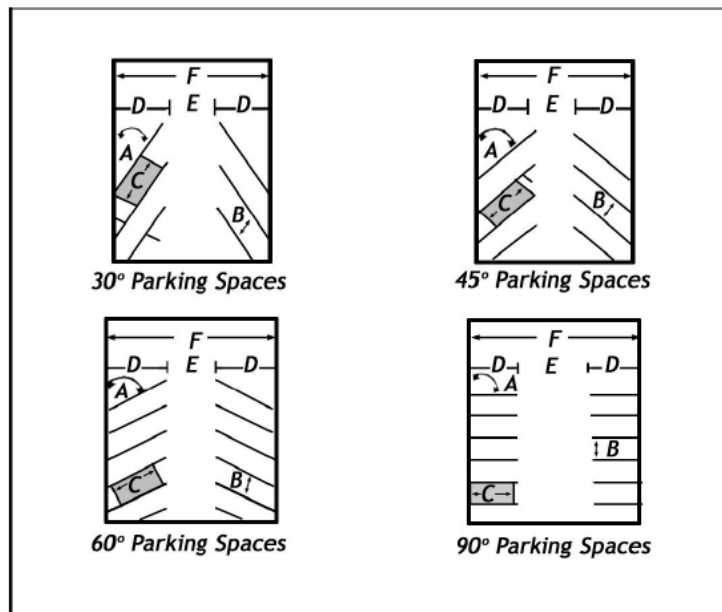 F F
D E D D E D
A A
C C
B B
30° Parking Spaces 45° Parking Spaces
F F
D E D D E D
A A
B B
C C
60° Parking Spaces 90° Parking Spaces